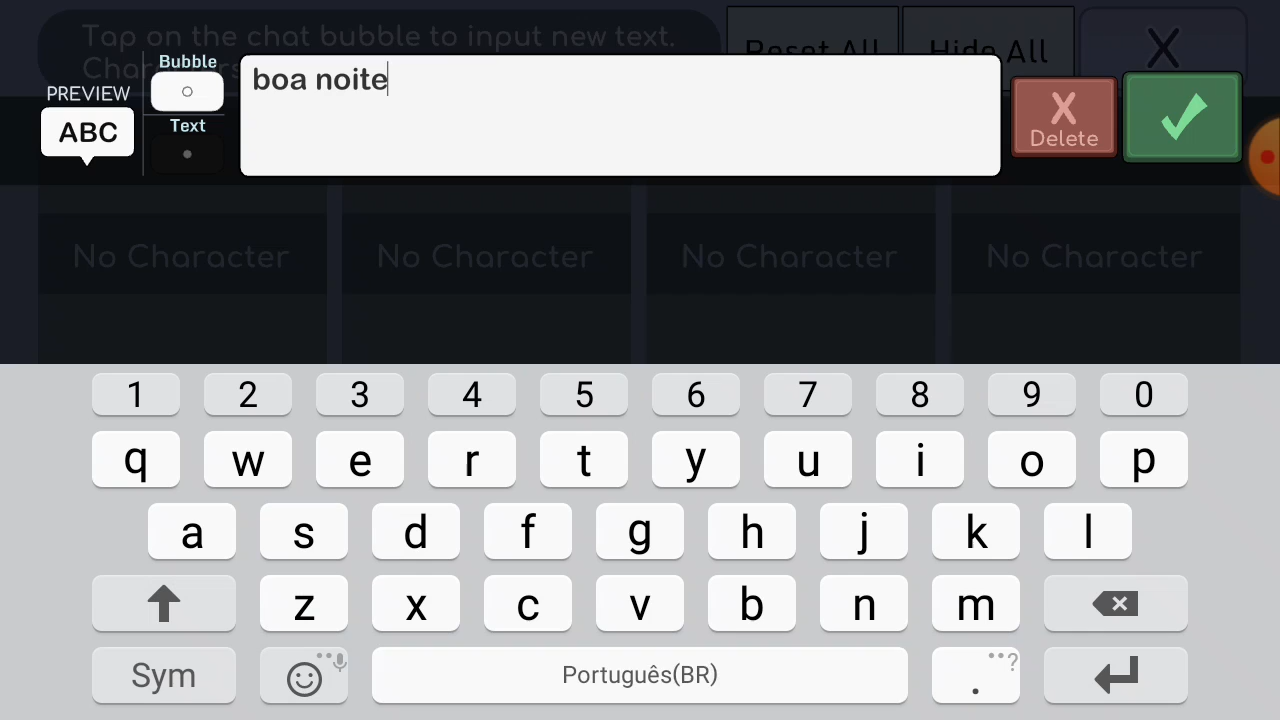 Tap on the chat bubble to input new text.
Reset All
Hide All
X
Bubble
PREVIEW
ABC
Text
boa noite
X
Delete
No Character
No Character
No Character
No Character
1 2 3 4 5 6 7 8 9 0
q w e r t y u i o p
a s d f g h j k l
z x c v b n m
Sym
Português(BR)
?
.